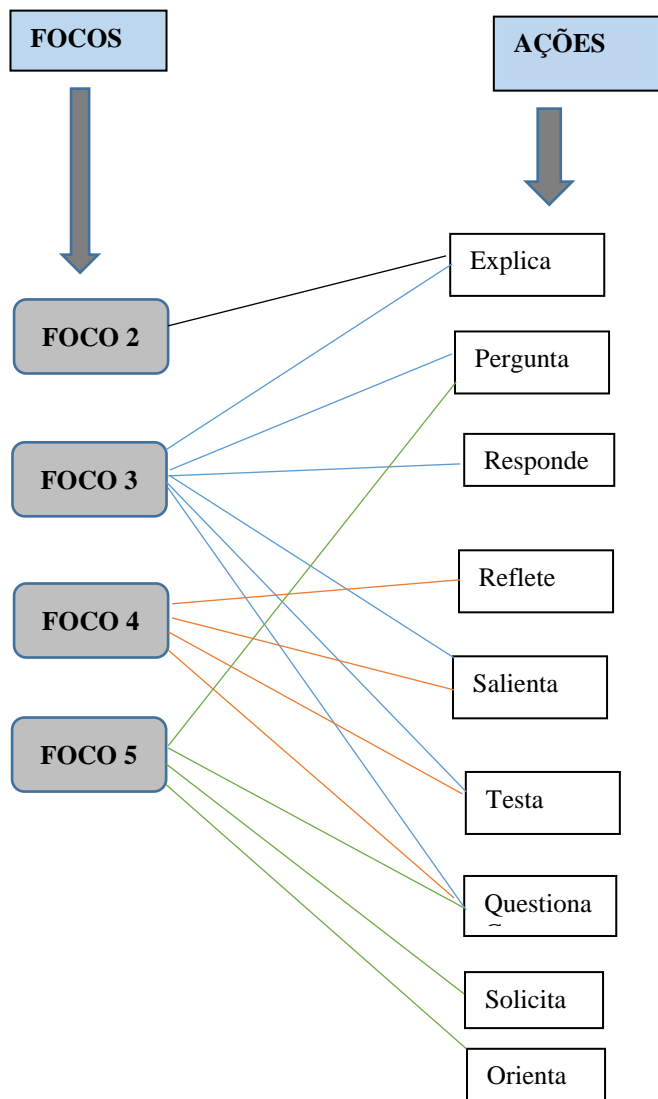 FOCOS
AÇÕES
Explica
FOCO 2
Pergunta
FOCO 3
Responde
Reflete
FOCO 4
Salienta
FOCO 5
Testa
Questiona
Solicita
Orienta